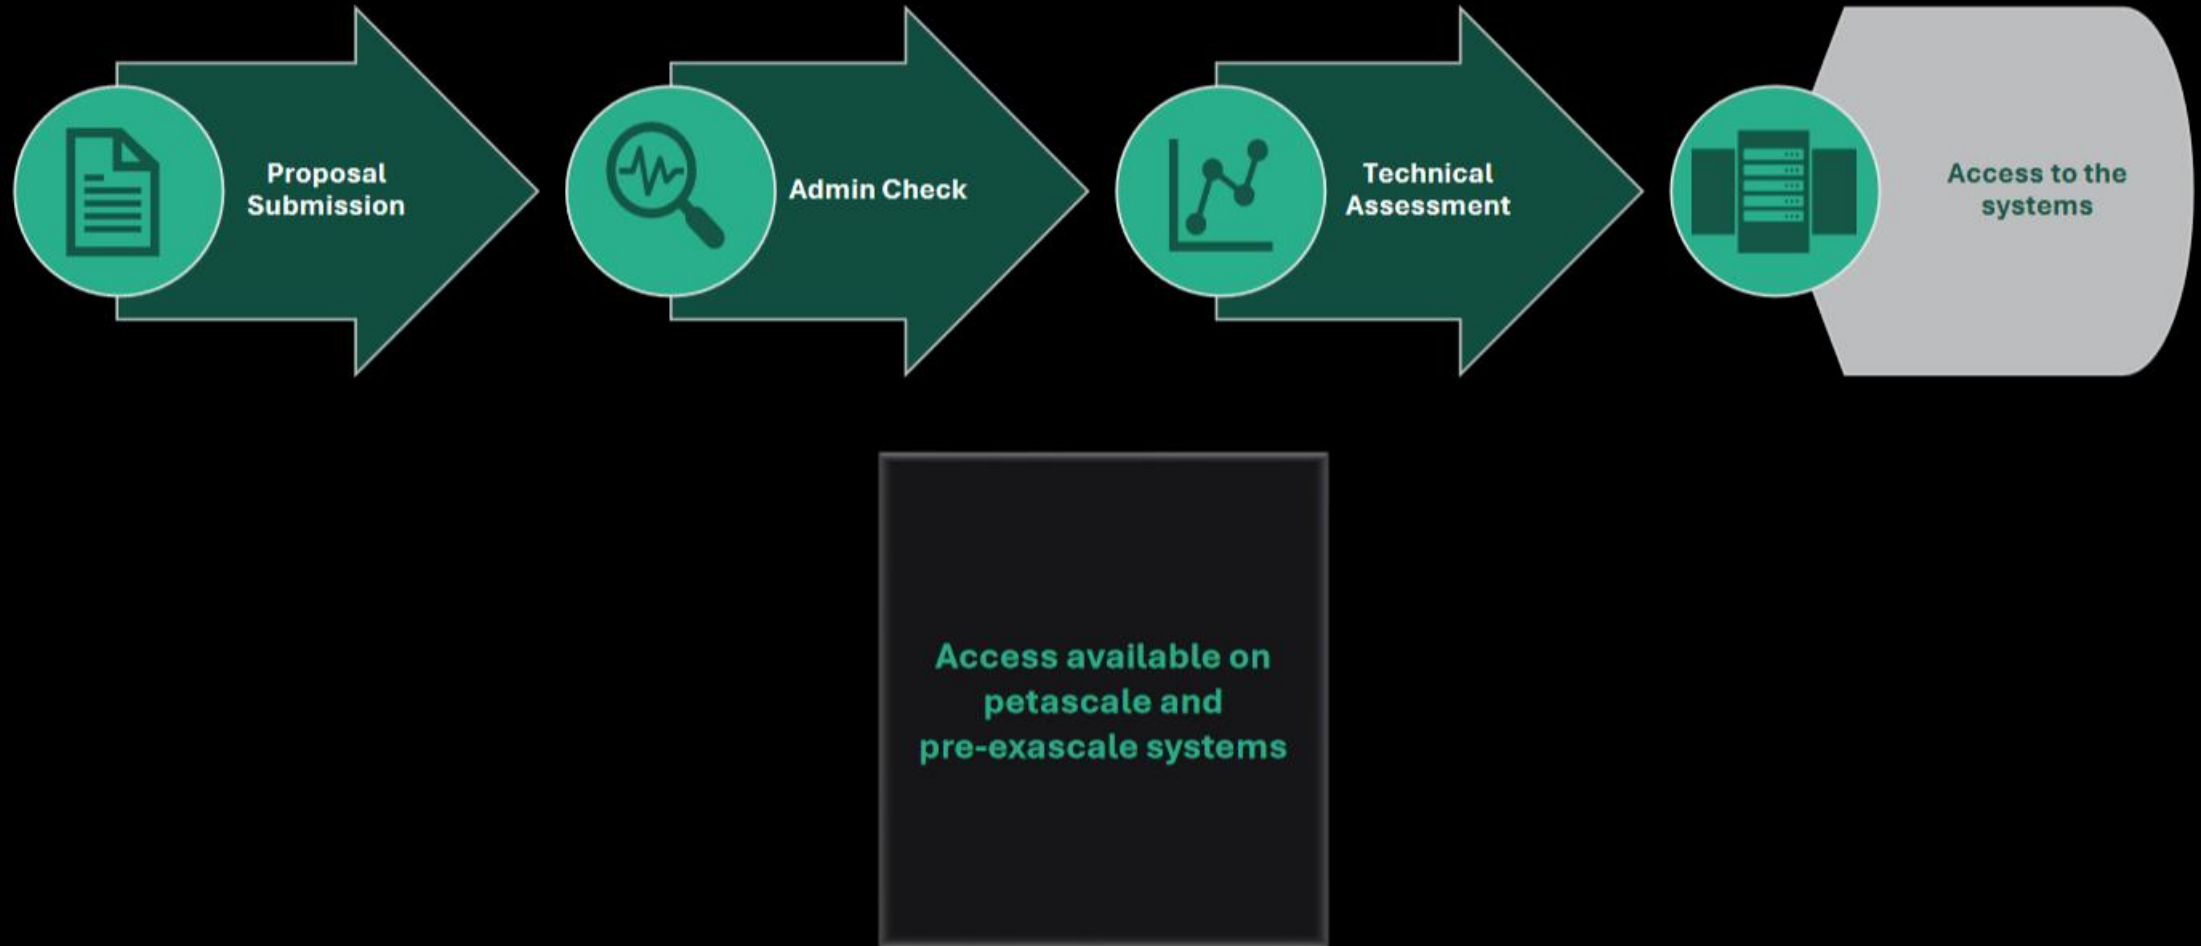 Proposal
Submission
Admin Check
Technical
Assessment
Access to the
systems
Access available on
petascale and
pre-exascale systems